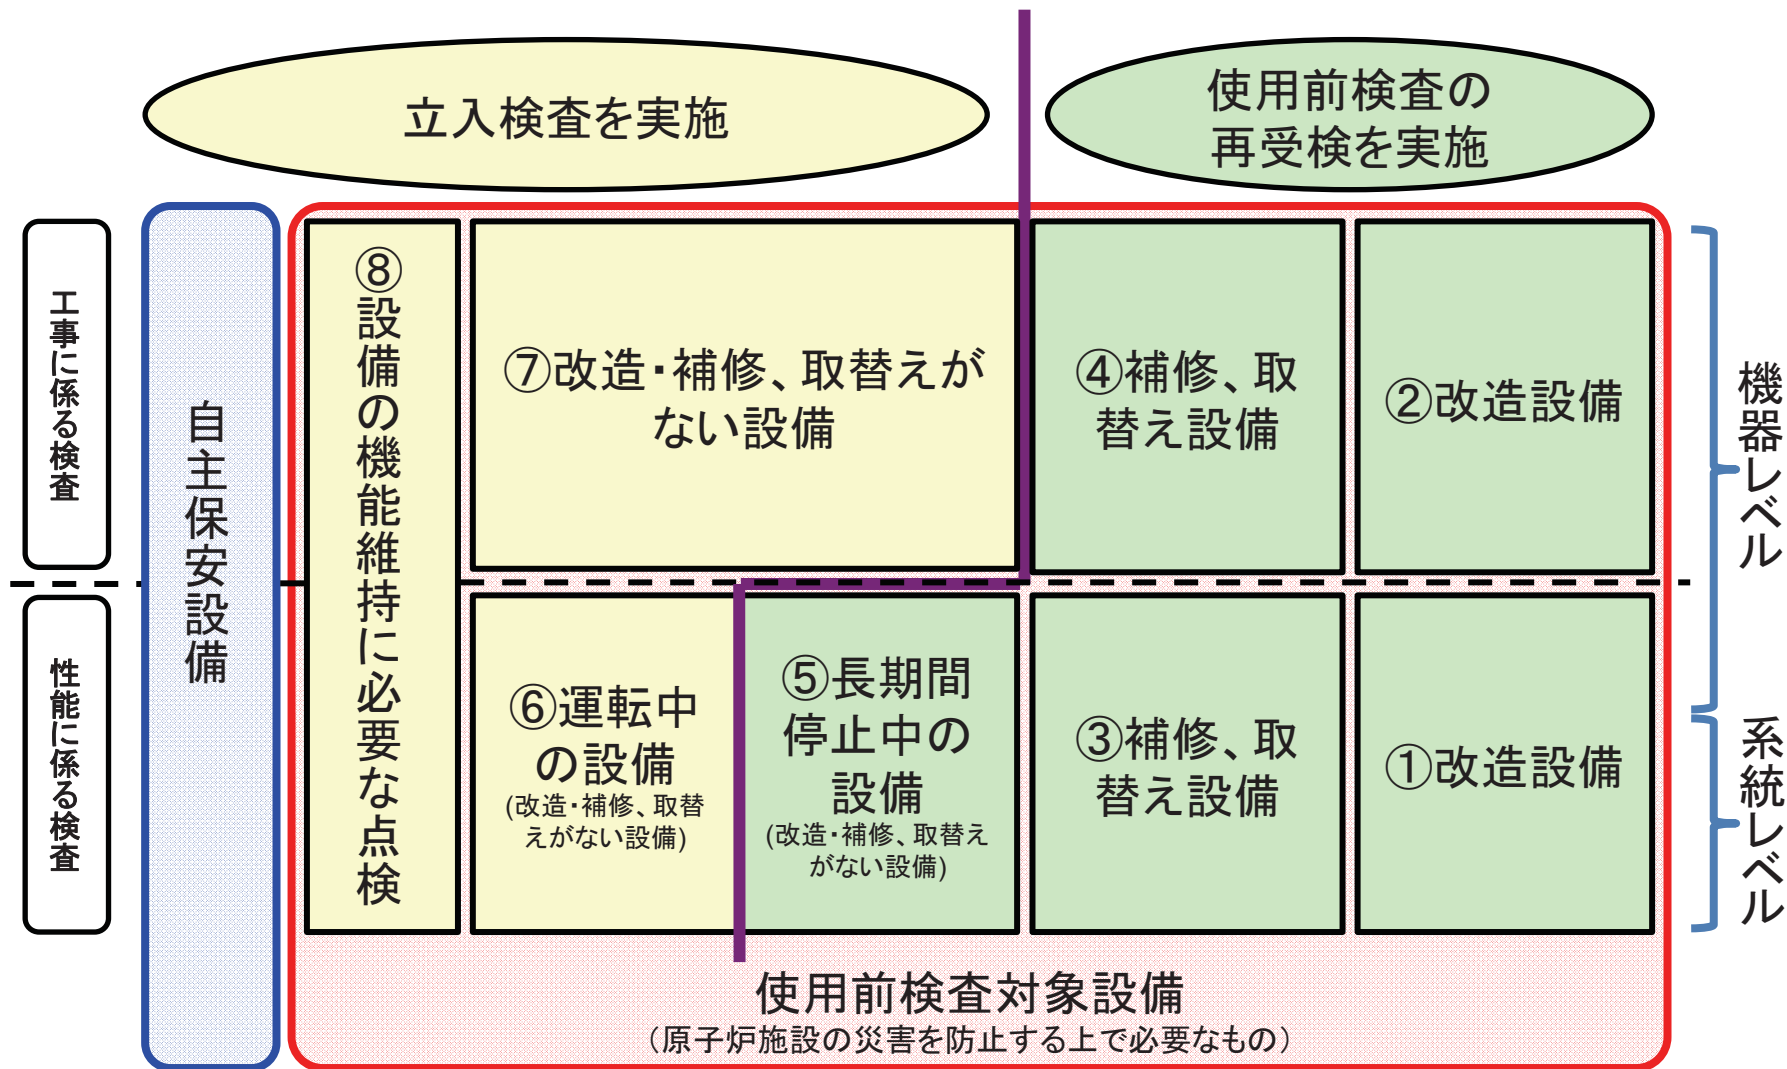 立入検査を実施
使用前検査の
再受検を実施
工事に係る検査
性能に係る検査
自主保安設備
⑧設備の機能維持に必要な点検
⑦改造・補修、取替えが
ない設備
④補修、取
替え設備
②改造設備
⑥運転中
の設備
(改造・補修、取替
えがない設備)
⑤長期間
停止中の
設備
(改造・補修、取替え
がない設備)
③補修、取
替え設備
①改造設備
機器レベル
系統レベル
使用前検査対象設備
（原子炉施設の災害を防止する上で必要なもの）